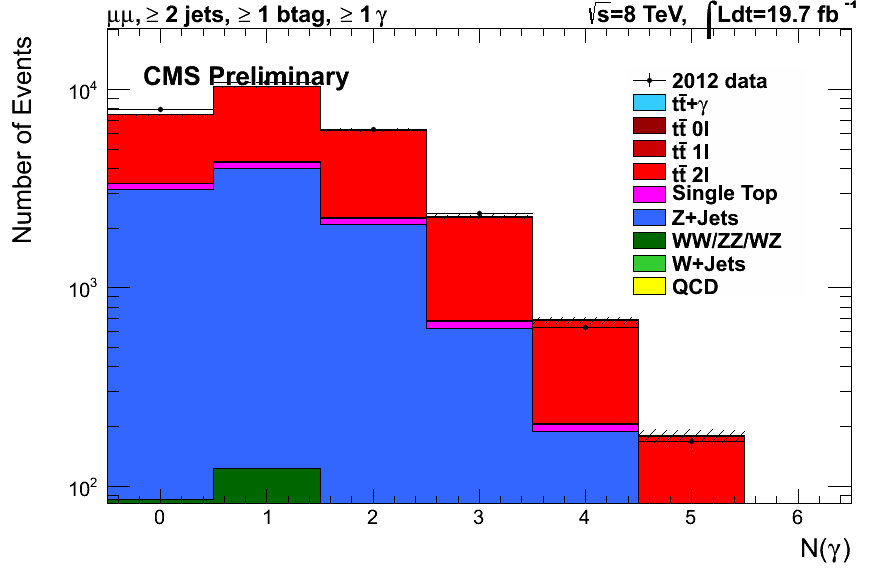 μμ, ≥ 2 jets, ≥ 1 btag, ≥ 1 γ
√s=8 TeV, ∫Ldt=19.7 fb⁻¹
CMS Preliminary
Number of Events
10⁴
10³
10²
2012 data
tt̄+γ
tt̄ 0l
tt̄ 1l
tt̄ 2l
Single Top
Z+Jets
WW/ZZ/WZ
W+Jets
QCD
0 1 2 3 4 5 6
N(γ)